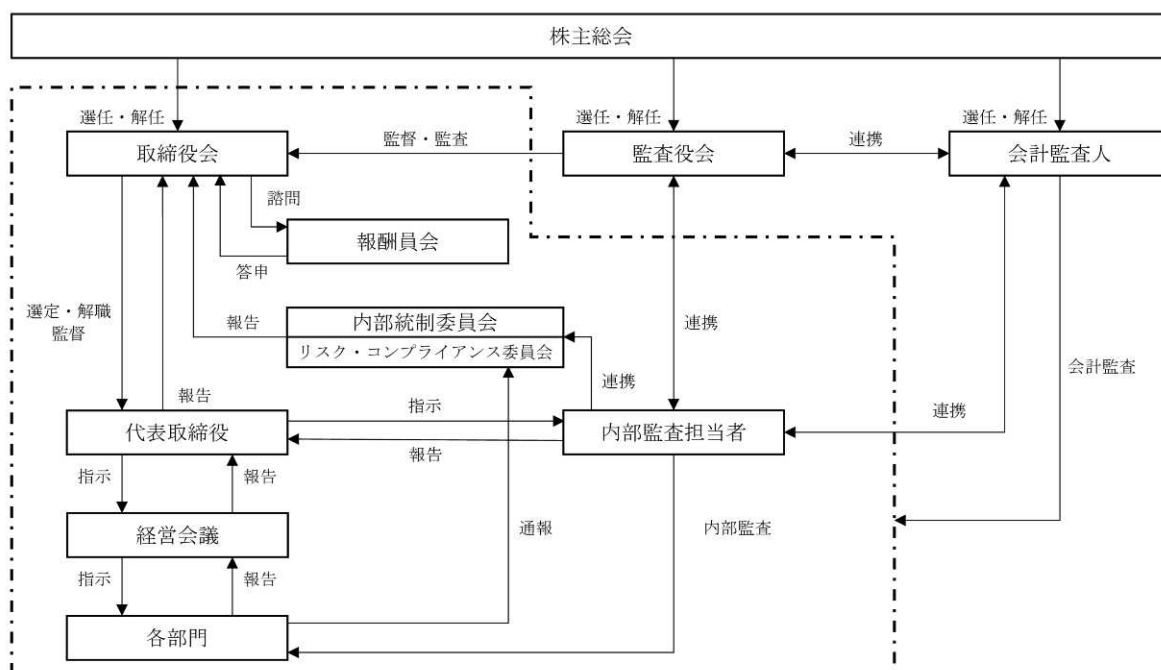 株主総会
選任・解任
選任・解任
選任・解任
取締役会
監督・監査
監査役会
連携
会計監査人
諮問
報酬員会
答申
選定・解職
監督
報告
内部統制委員会
リスク・コンプライアンス委員会
連携
連携
会計監査
報告
代表取締役
指示
報告
内部監査担当者
連携
指示
報告
経営会議
通報
内部監査
指示
報告
各部門